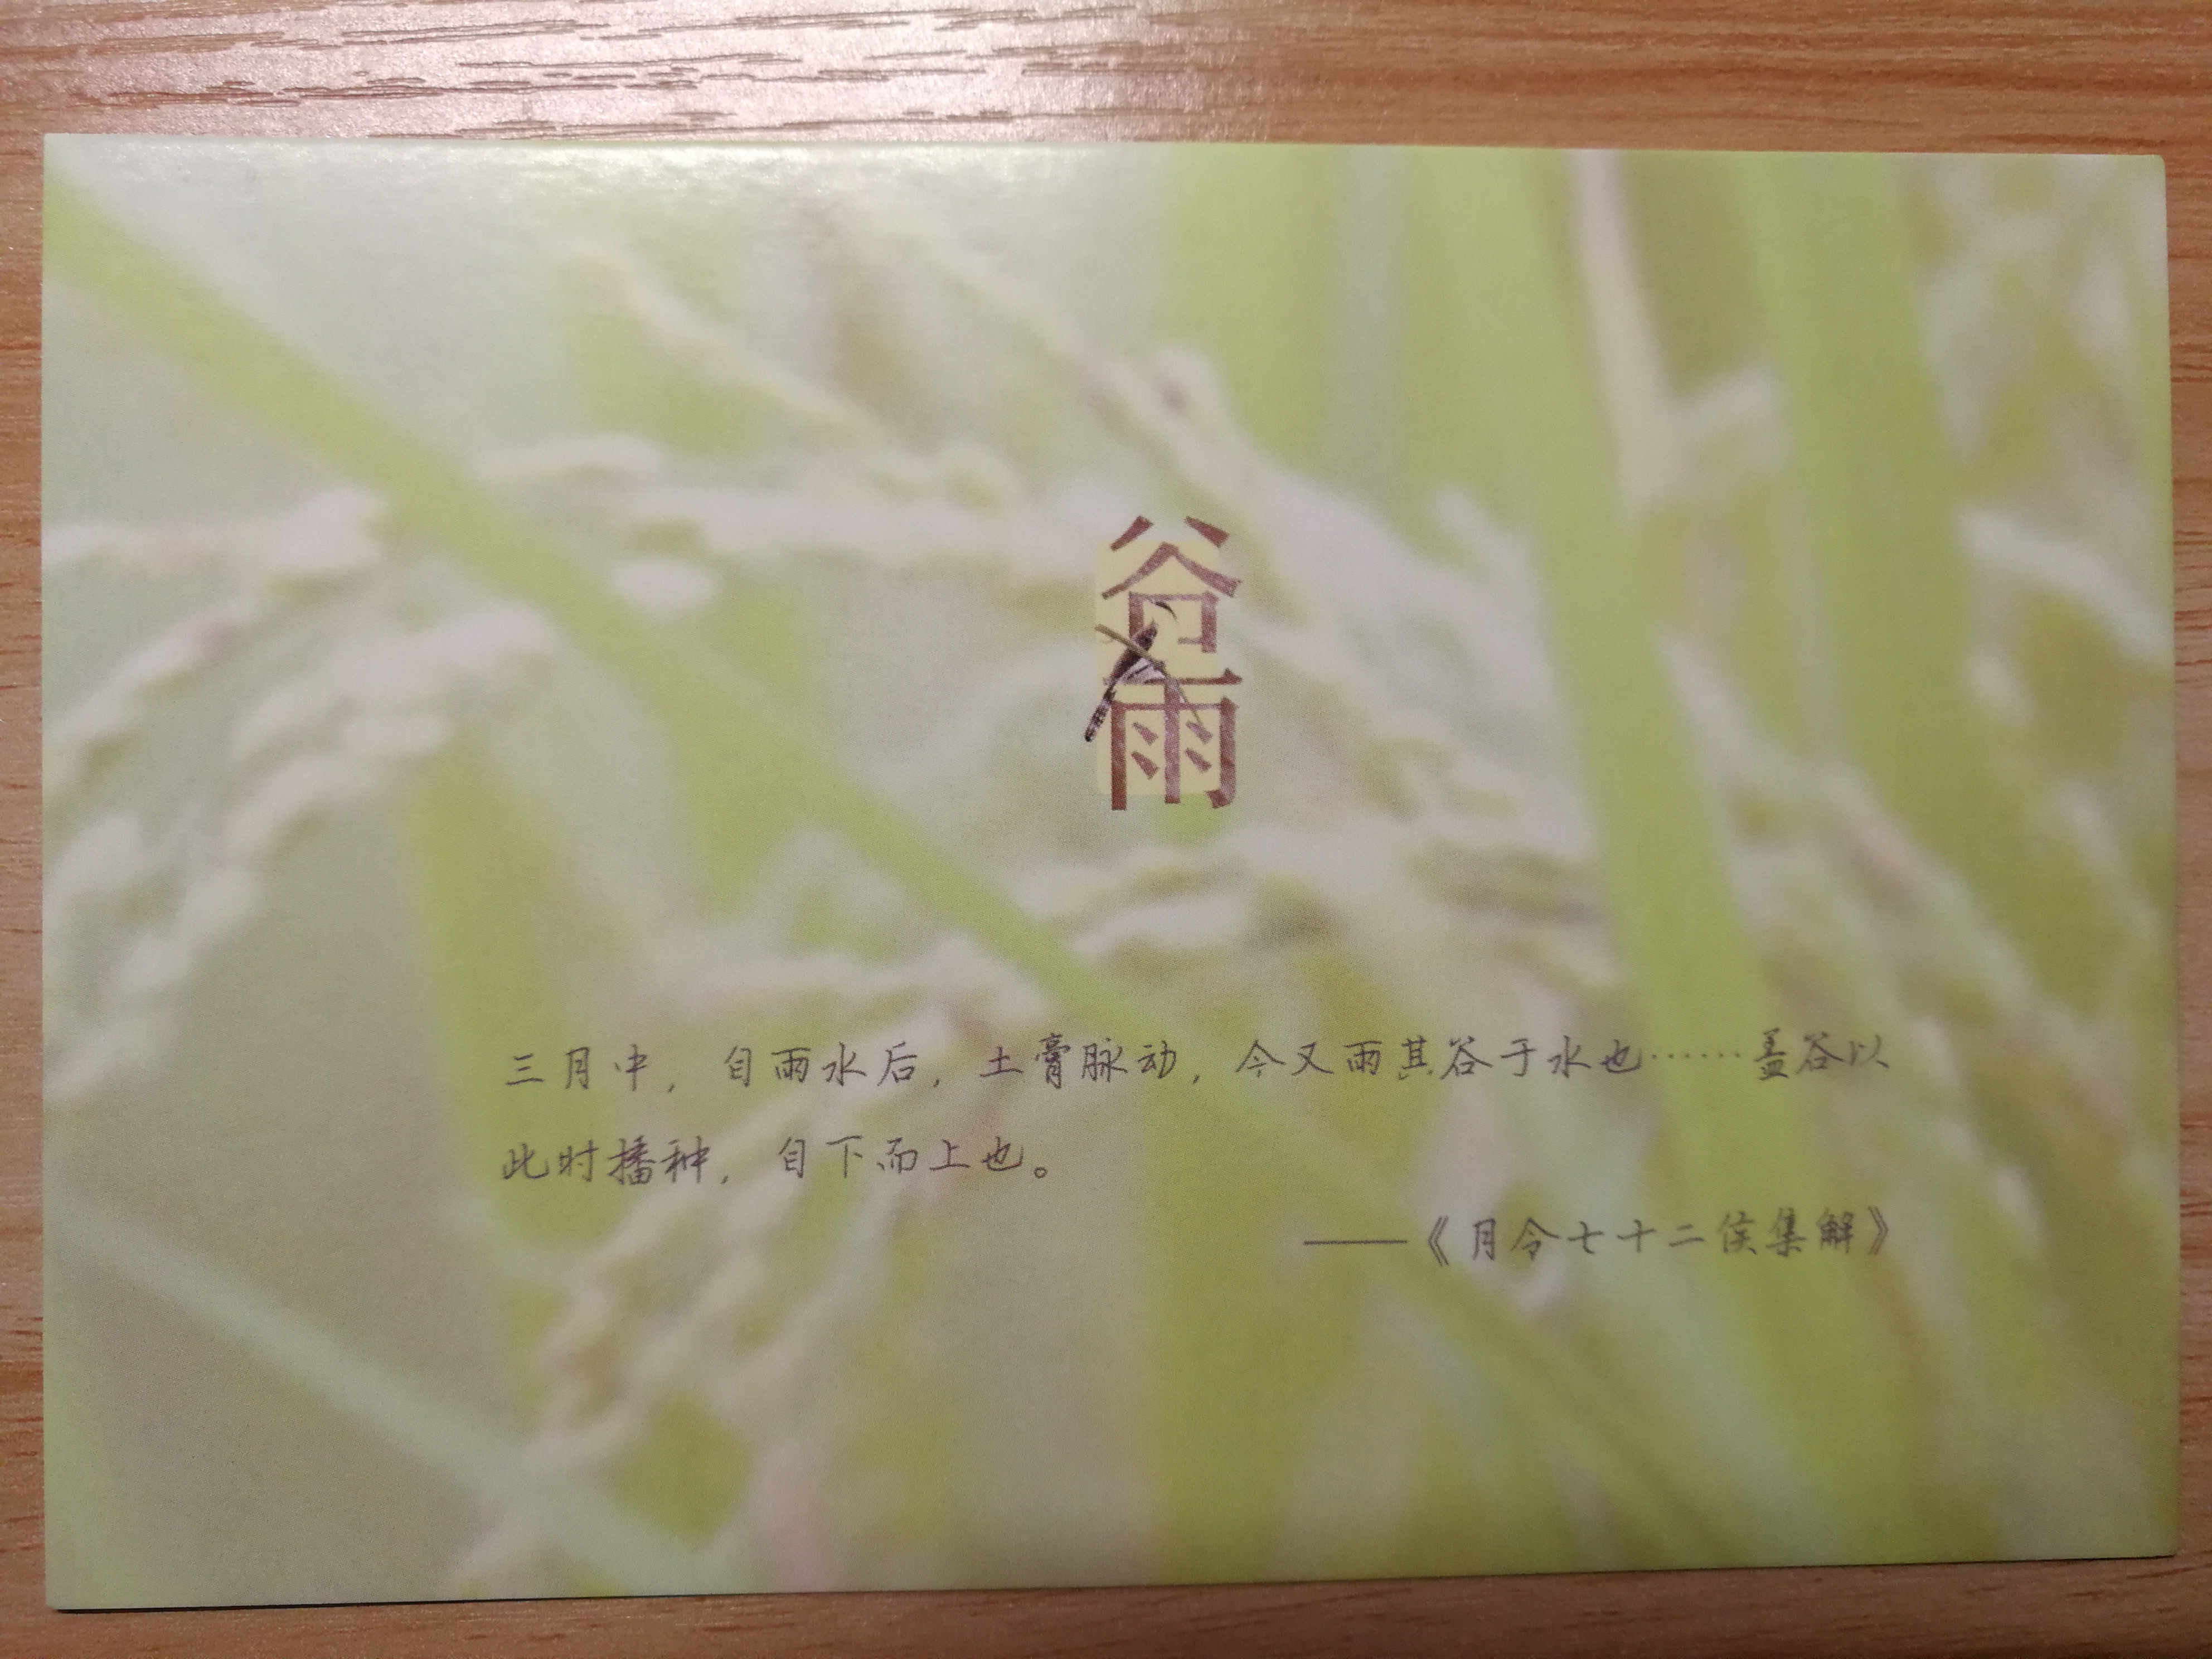 谷雨
三月中，自雨水后，土膏脉动，今又雨其谷于水也……盖谷以
此时播种，自下而上也。
——《月令七十二侯集解》